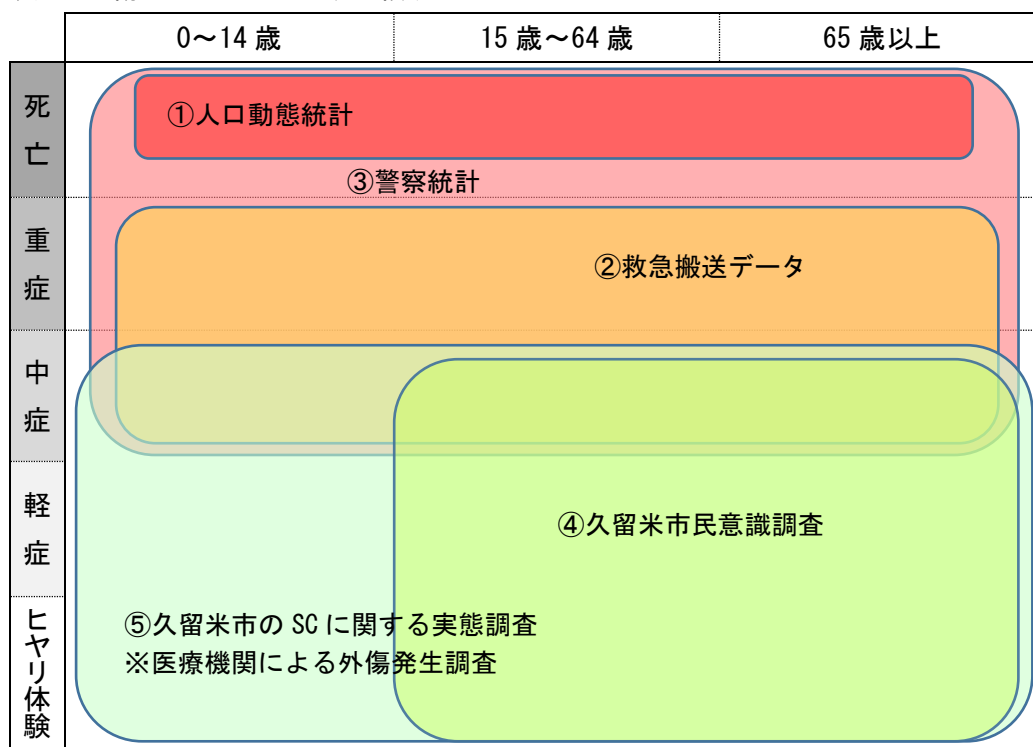 0～14 歳 15 歳～64 歳 65 歳以上
死亡
①人口動態統計
③警察統計
重症
②救急搬送データ
中症
軽症
④久留米市民意識調査
ヒヤリ体験
⑤久留米市の SC に関する実態調査
※医療機関による外傷発生調査